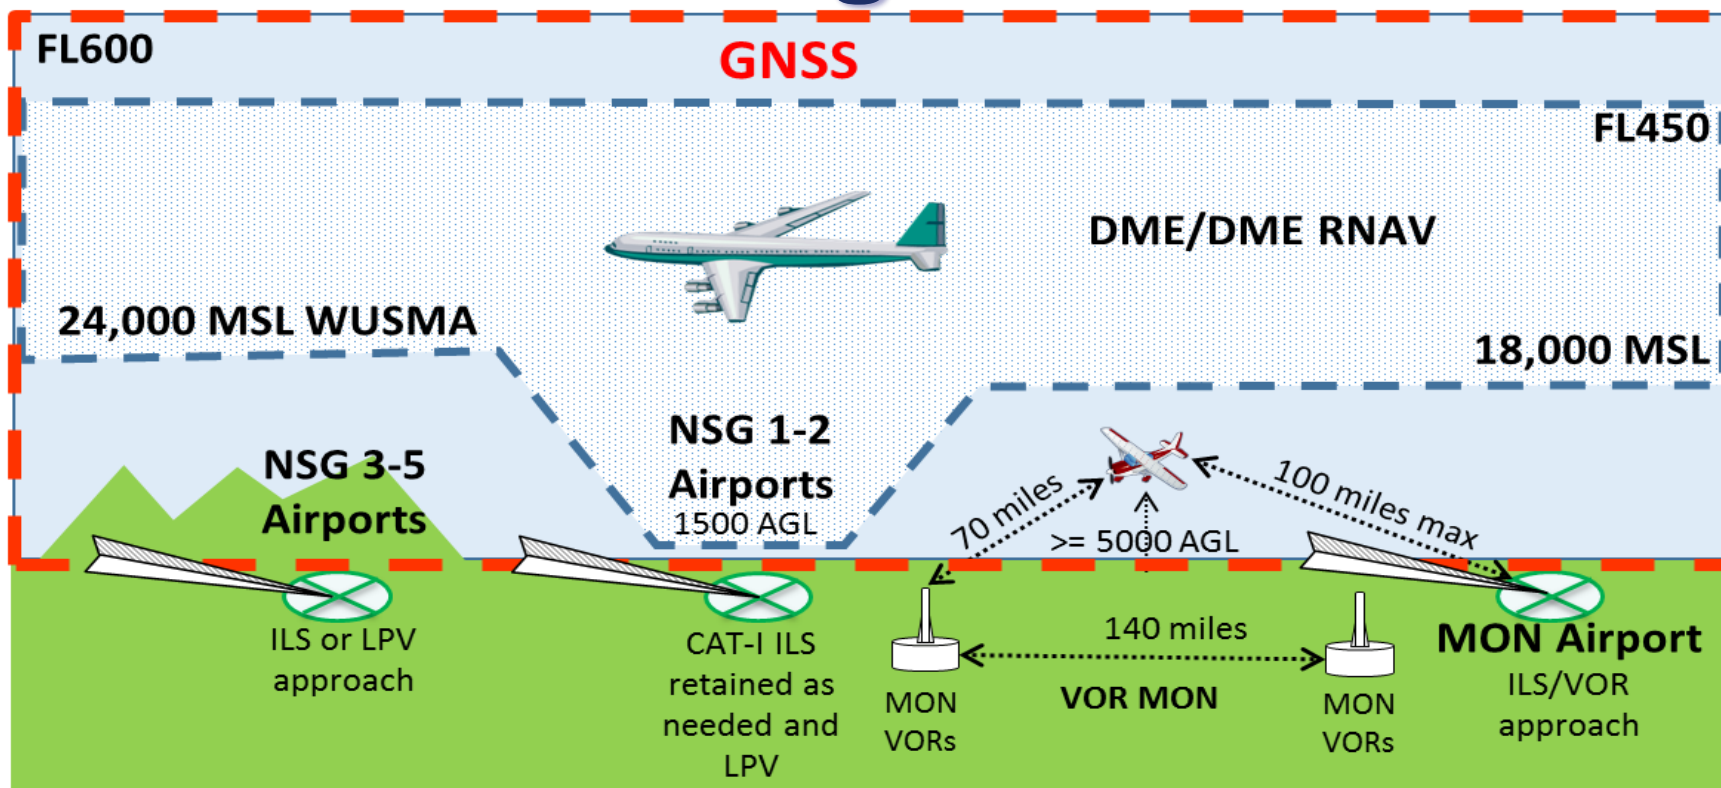 FL600
GNSS
FL450
DME/DME RNAV
24,000 MSL WUSMA
18,000 MSL
NSG 3-5
Airports
NSG 1-2
Airports
1500 AGL
70 miles
>= 5000 AGL
100 miles max
ILS or LPV
approach
CAT-I ILS
retained as
needed and
LPV
MON
VORs
140 miles
VOR MON
MON
VORs
MON Airport
ILS/VOR
approach